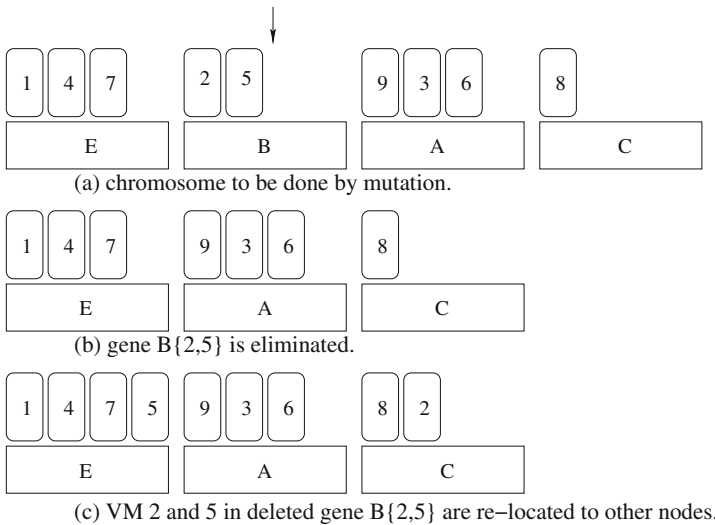 1 4 7 2 5 9 3 6 8
E B A C
(a) chromosome to be done by mutation.
1 4 7 9 3 6 8
E A C
(b) gene B{2,5} is eliminated.
1 4 7 5 9 3 6 8 2
E A C
(c) VM 2 and 5 in deleted gene B{2,5} are re−located to other nodes.